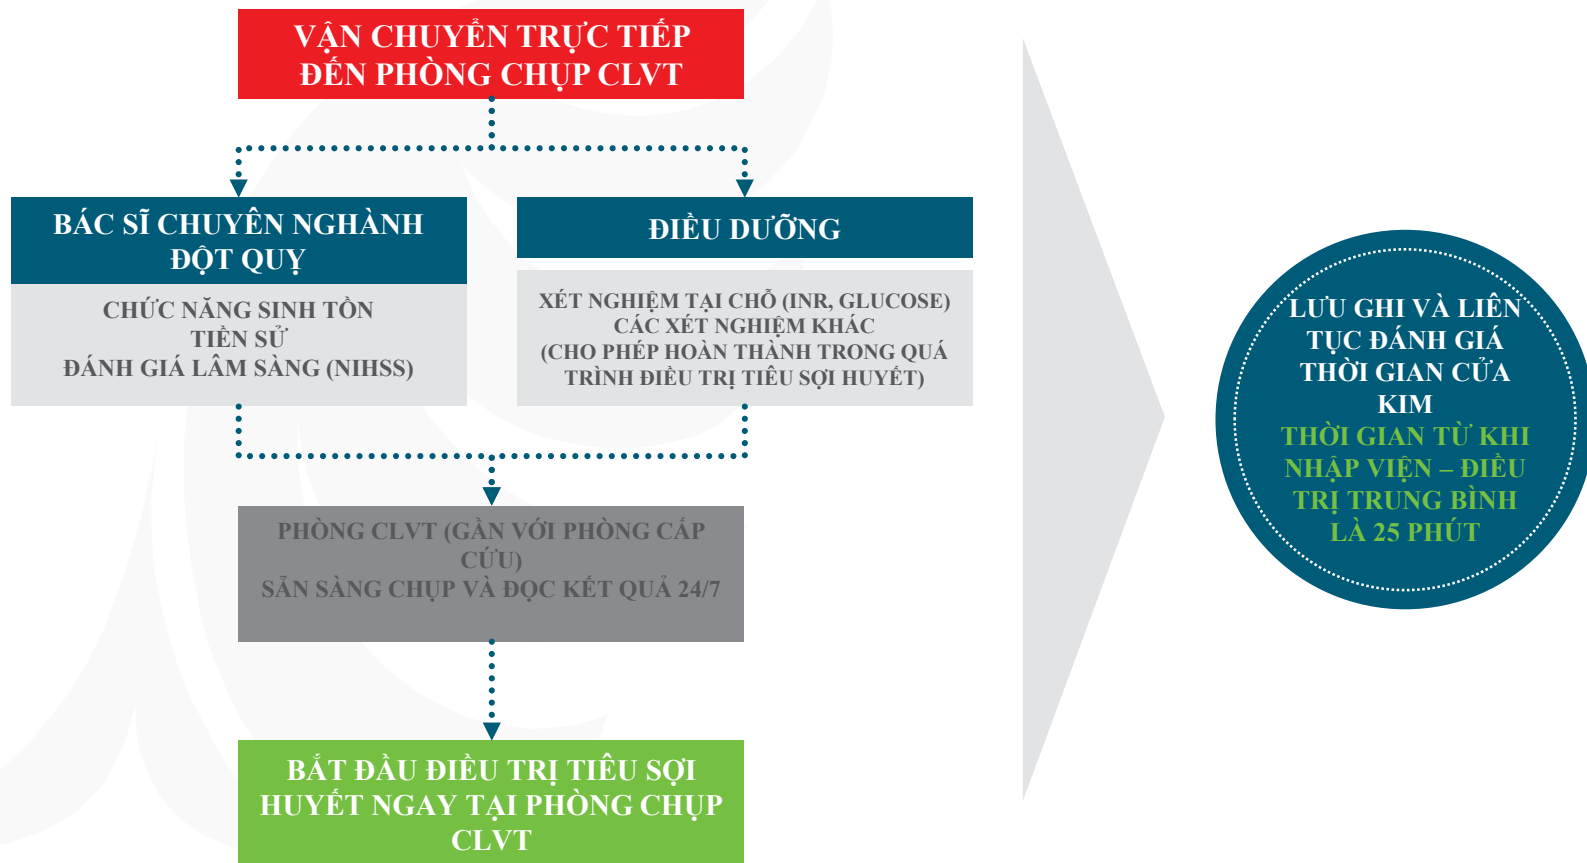 VẬN CHUYỂN TRỰC TIẾP
ĐẾN PHÒNG CHỤP CLVT
BÁC SĨ CHUYÊN NGHÀNH
ĐỘT QUỴ
CHỨC NĂNG SINH TỒN
TIỀN SỬ
ĐÁNH GIÁ LÂM SÀNG (NIHSS)
ĐIỀU DƯỠNG
XÉT NGHIỆM TẠI CHỖ (INR, GLUCOSE)
CÁC XÉT NGHIỆM KHÁC
(CHO PHÉP HOÀN THÀNH TRONG QUÁ
TRÌNH ĐIỀU TRỊ TIÊU SỢI HUYẾT)
PHÒNG CLVT (GẦN VỚI PHÒNG CẤP
CỨU)
SẴN SÀNG CHỤP VÀ ĐỌC KẾT QUẢ 24/7
BẮT ĐẦU ĐIỀU TRỊ TIÊU SỢI
HUYẾT NGAY TẠI PHÒNG CHỤP
CLVT
LƯU GHI VÀ LIÊN
TỤC ĐÁNH GIÁ
THỜI GIAN CỬA
KIM
THỜI GIAN TỪ KHI
NHẬP VIỆN – ĐIỀU
TRỊ TRUNG BÌNH
LÀ 25 PHÚT